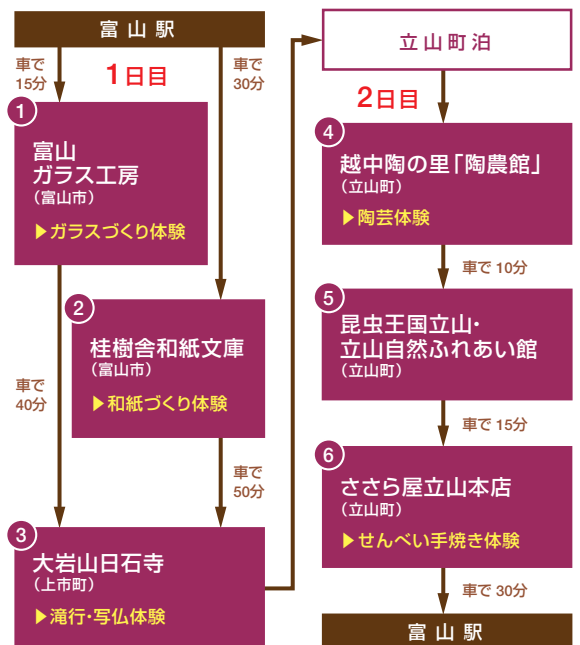 富山駅
車で
15分
1日目
車で
30分
1
富山
ガラス工房
（富山市）
▶ガラスづくり体験
2
桂樹舎和紙文庫
（富山市）
▶和紙づくり体験
車で
40分
車で
50分
3
大岩山日石寺
（上市町）
▶滝行・写仏体験
立山町泊
2日目
4
越中陶の里「陶農館」
（立山町）
▶陶芸体験
車で10分
5
昆虫王国立山・
立山自然ふれあい館
（立山町）
車で15分
6
ささら屋立山本店
（立山町）
▶せんべい手焼き体験
車で30分
富山駅